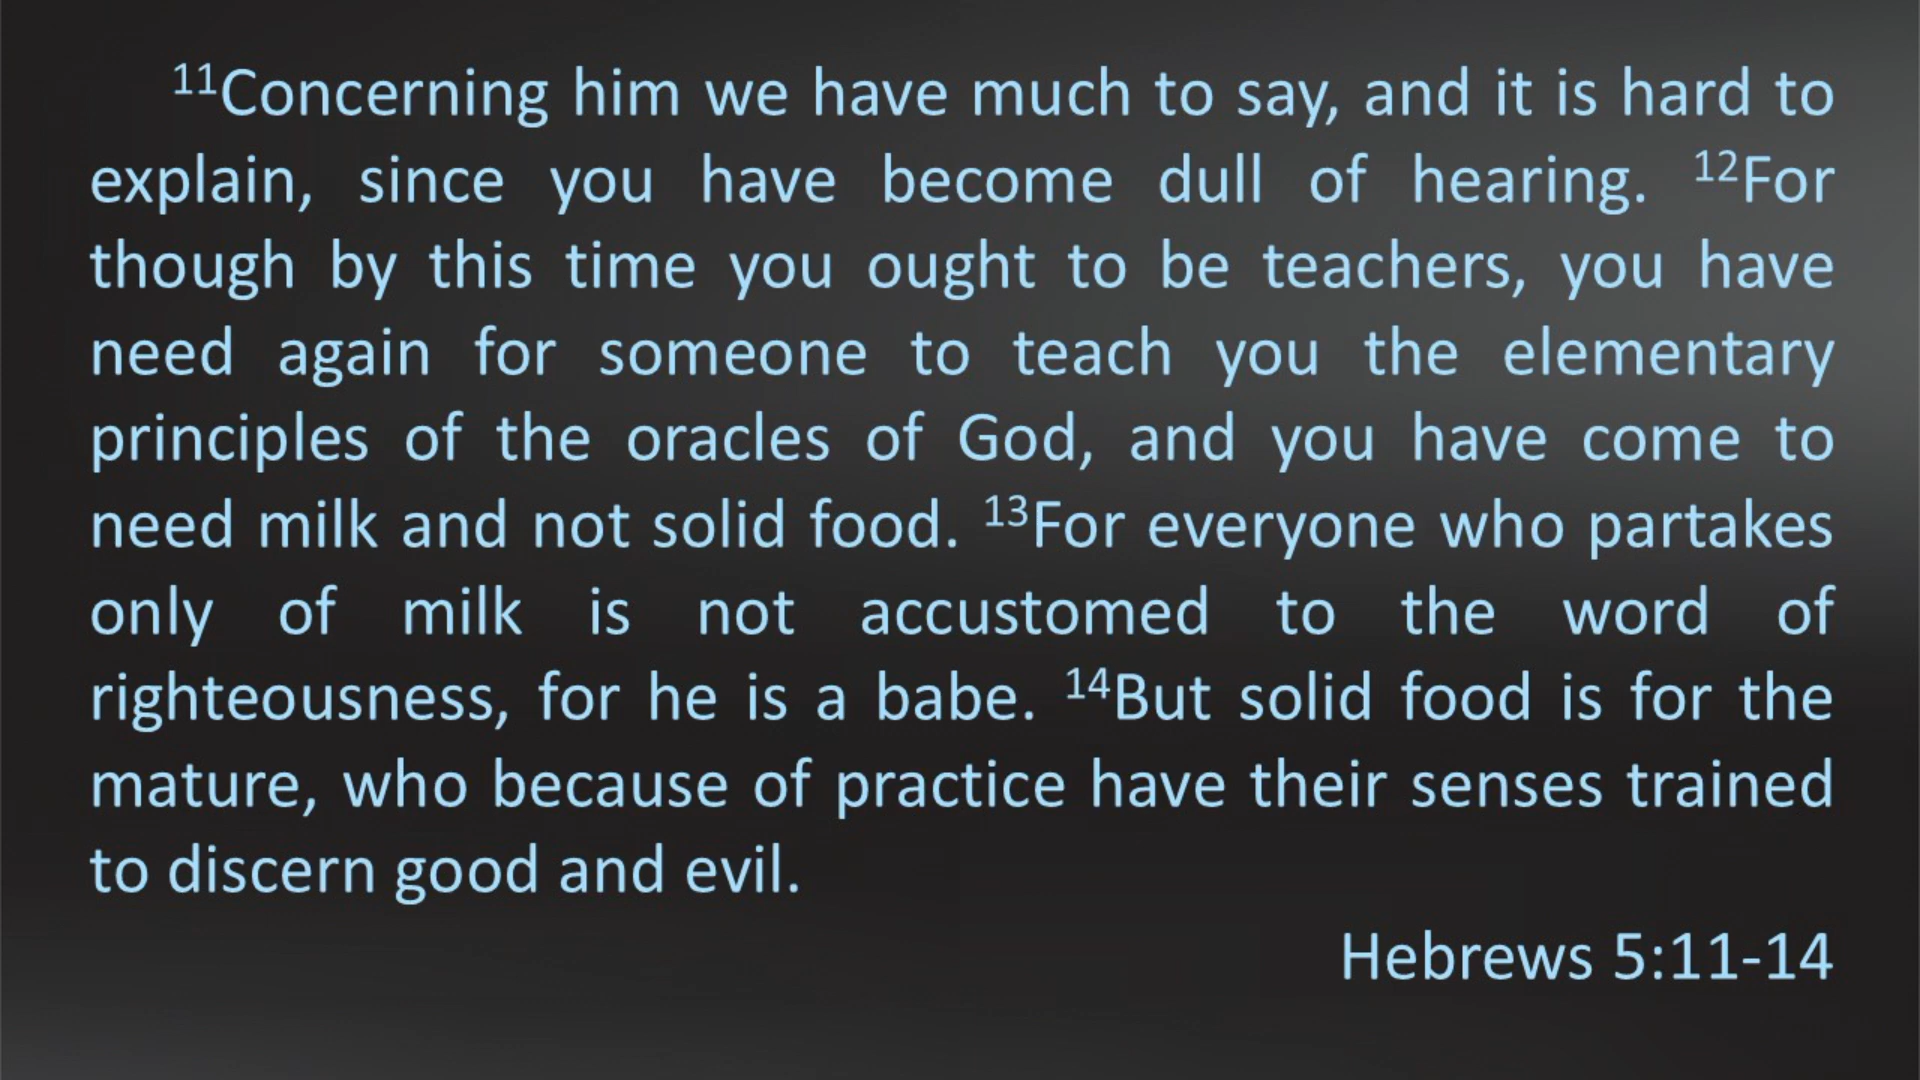 ¹¹Concerning him we have much to say, and it is hard to
explain, since you have become dull of hearing. ¹²For
though by this time you ought to be teachers, you have
need again for someone to teach you the elementary
principles of the oracles of God, and you have come to
need milk and not solid food. ¹³For everyone who partakes
only of milk is not accustomed to the word of
righteousness, for he is a babe. ¹⁴But solid food is for the
mature, who because of practice have their senses trained
to discern good and evil.
Hebrews 5:11-14